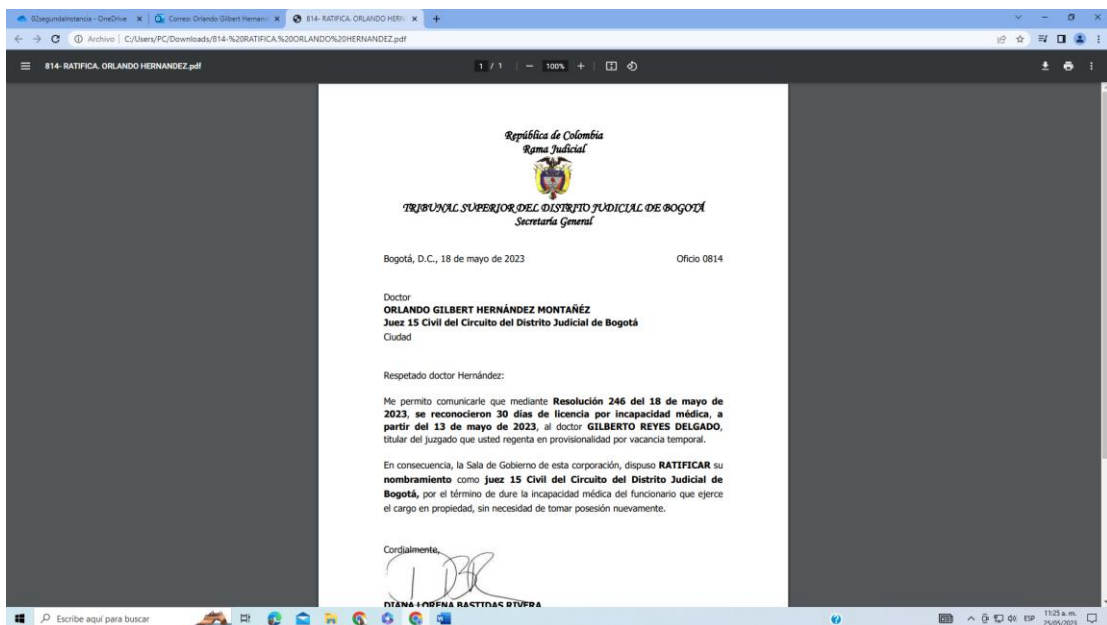 02segundainstancia - OneDrive
Correo: Orlando Gilbert Hernand
814- RATIFICA. ORLANDO HERN
Archivo | C:/Users/PC/Downloads/814-%20RATIFICA.%20ORLANDO%20HERNANDEZ.pdf
814- RATIFICA. ORLANDO HERNANDEZ.pdf
1 / 1
100%
República de Colombia
Rama Judicial
TRIBUNAL SUPERIOR DEL DISTRITO JUDICIAL DE BOGOTÁ
Secretaría General
Bogotá, D.C., 18 de mayo de 2023 Oficio 0814
Doctor
ORLANDO GILBERT HERNÁNDEZ MONTAÑÉZ
Juez 15 Civil del Circuito del Distrito Judicial de Bogotá
Ciudad
Respetado doctor Hernández:
Me permito comunicarle que mediante Resolución 246 del 18 de mayo de
2023, se reconocieron 30 días de licencia por incapacidad médica, a
partir del 13 de mayo de 2023, al doctor GILBERTO REYES DELGADO,
titular del juzgado que usted regenta en provisionalidad por vacancia temporal.
En consecuencia, la Sala de Gobierno de esta corporación, dispuso RATIFICAR su
nombramiento como juez 15 Civil del Circuito del Distrito Judicial de
Bogotá, por el término de dure la incapacidad médica del funcionario que ejerce
el cargo en propiedad, sin necesidad de tomar posesión nuevamente.
Cordialmente,
DIANA LORENA BASTIDAS RIVERA
Escribe aquí para buscar
ESP
11:25 a. m.
25/05/2023